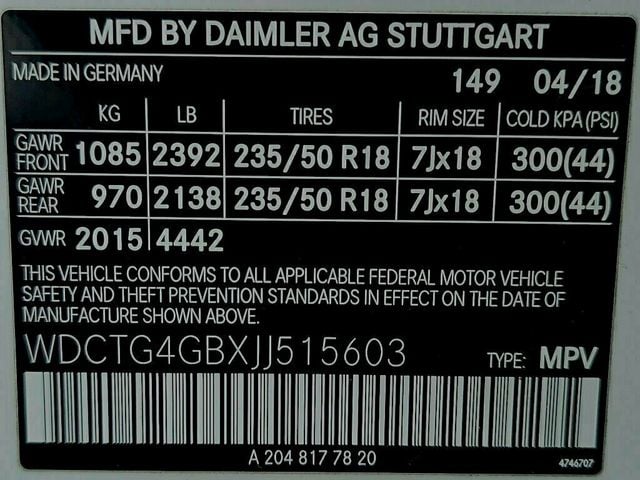 MFD BY DAIMLER AG STUTTGART
MADE IN GERMANY 149 04/18
KG LB TIRES RIM SIZE COLD KPA (PSI)
GAWR FRONT 1085 2392 235/50 R18 7Jx18 300(44)
GAWR REAR 970 2138 235/50 R18 7Jx18 300(44)
GVWR 2015 4442
THIS VEHICLE CONFORMS TO ALL APPLICABLE FEDERAL MOTOR VEHICLE
SAFETY AND THEFT PREVENTION STANDARDS IN EFFECT ON THE DATE OF
MANUFACTURE SHOWN ABOVE.
WDCTG4GBXJJ515603 TYPE: MPV
A 204 817 78 20 4746707